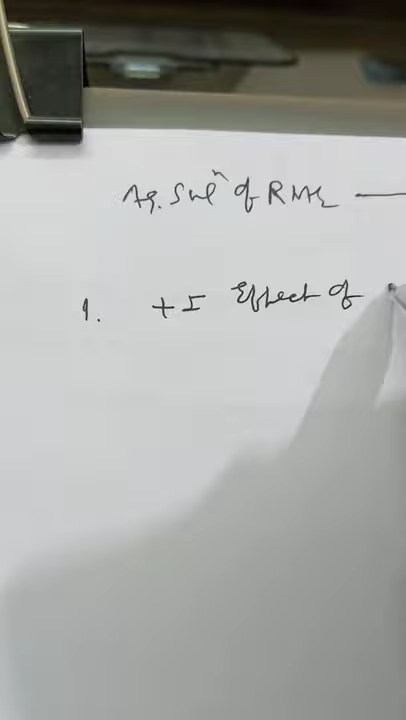 Aq. Solⁿ of RNH₂ —
1. +I Effect of